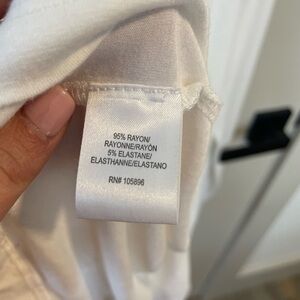 95% RAYON/
RAYONNE/RAYÓN
5% ELASTANE/
ELASTHANNE/ELASTANO
RN# 105896